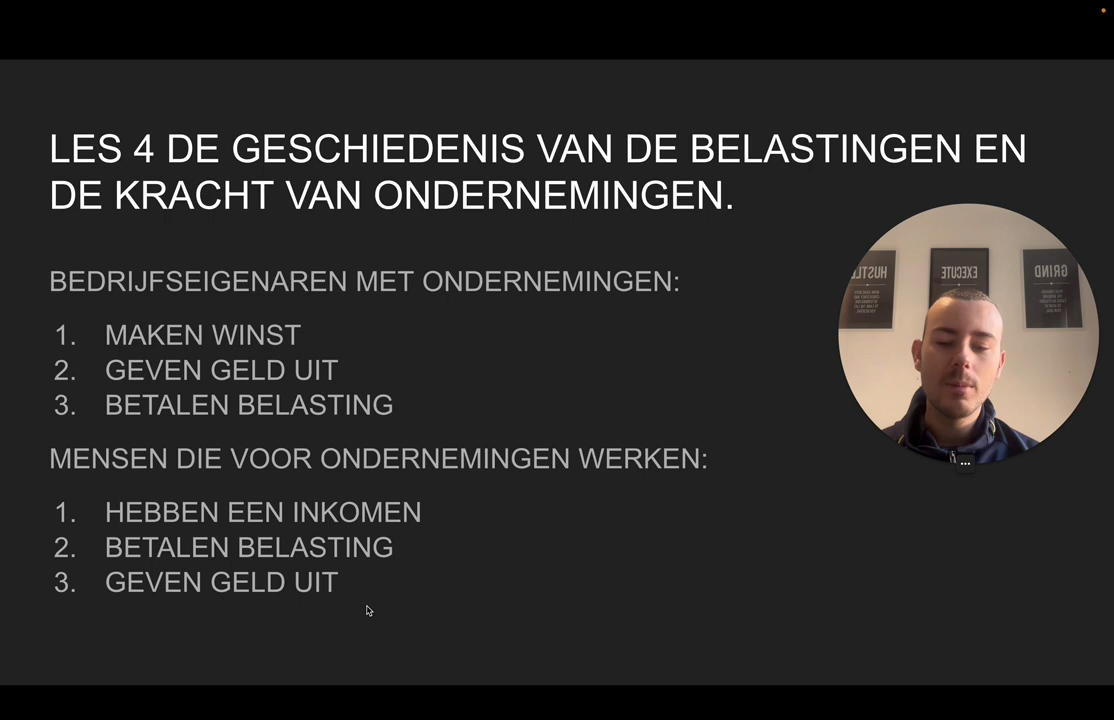 LES 4 DE GESCHIEDENIS VAN DE BELASTINGEN EN
DE KRACHT VAN ONDERNEMINGEN.
BEDRIJFSEIGENAREN MET ONDERNEMINGEN:
1. MAKEN WINST
2. GEVEN GELD UIT
3. BETALEN BELASTING
MENSEN DIE VOOR ONDERNEMINGEN WERKEN:
1. HEBBEN EEN INKOMEN
2. BETALEN BELASTING
3. GEVEN GELD UIT
HUSTLE
EXECUTE
GRIND